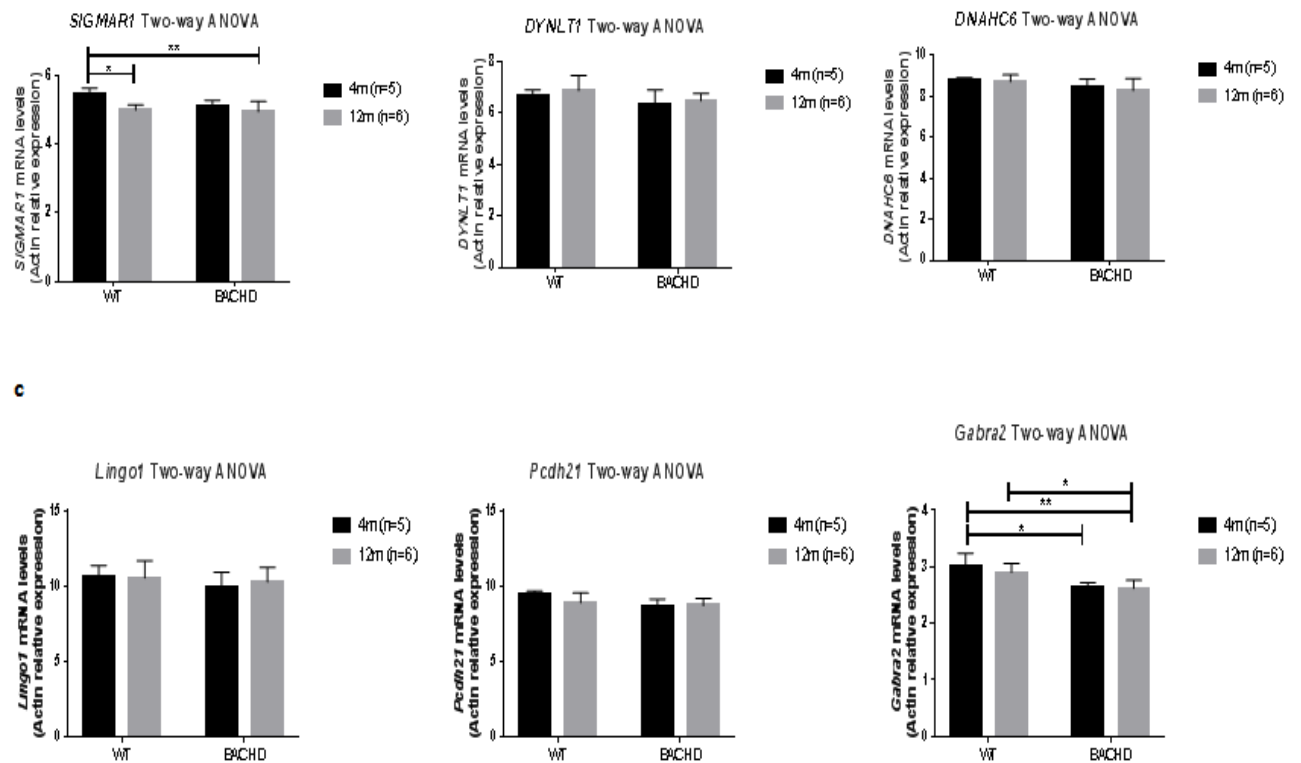 SIGMAR1 Two-way ANOVA
**
*
6
4
2
0
SIGMAR1 mRNA levels
(Actin relative expression)
WT
BACHD
4m(n=5)
12m(n=6)
DYNLT1 Two-way ANOVA
8
6
4
2
0
DYNLT1 mRNA levels
(Actin relative expression)
WT
BACHD
4m(n=5)
12m(n=6)
DNAHC6 Two-way ANOVA
10
8
6
4
2
0
DNAHC6 mRNA levels
(Actin relative expression)
WT
BACHD
4m(n=5)
12m(n=6)
c
Lingo1 Two-way ANOVA
15
10
5
0
Lingo1 mRNA levels
(Actin relative expression)
WT
BACHD
4m(n=5)
12m(n=6)
Pcdh21 Two-way ANOVA
15
10
5
0
Pcdh21 mRNA levels
(Actin relative expression)
WT
BACHD
4m(n=5)
12m(n=6)
Gabra2 Two-way ANOVA
*
**
*
4
3
2
1
0
Gabra2 mRNA levels
(Actin relative expression)
WT
BACHD
4m(n=5)
12m(n=6)